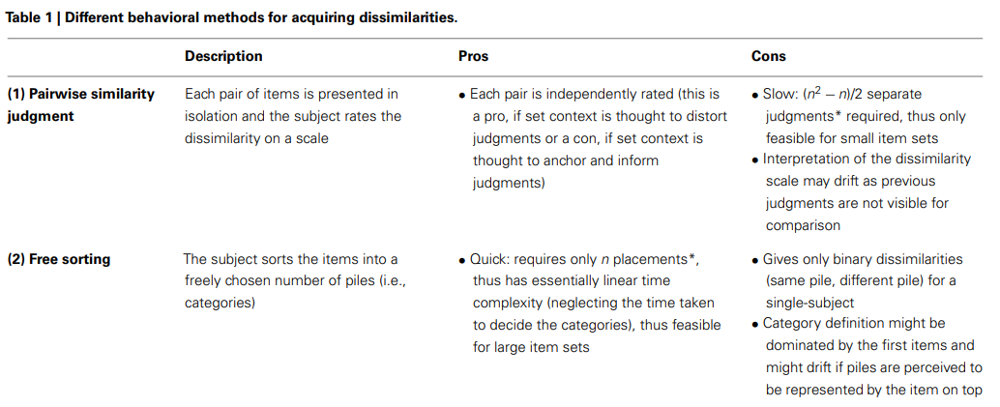 Table 1 | Different behavioral methods for acquiring dissimilarities.
Description Pros Cons
(1) Pairwise similarity judgment
Each pair of items is presented in
isolation and the subject rates the
dissimilarity on a scale
• Each pair is independently rated (this is
a pro, if set context is thought to distort
judgments or a con, if set context is
thought to anchor and inform
judgments)
• Slow: (n² − n)/2 separate
judgments* required, thus only
feasible for small item sets
• Interpretation of the dissimilarity
scale may drift as previous
judgments are not visible for
comparison
(2) Free sorting
The subject sorts the items into a
freely chosen number of piles (i.e.,
categories)
• Quick: requires only n placements*,
thus has essentially linear time
complexity (neglecting the time taken
to decide the categories), thus feasible
for large item sets
• Gives only binary dissimilarities
(same pile, different pile) for a
single-subject
• Category definition might be
dominated by the first items and
might drift if piles are perceived to
be represented by the item on top